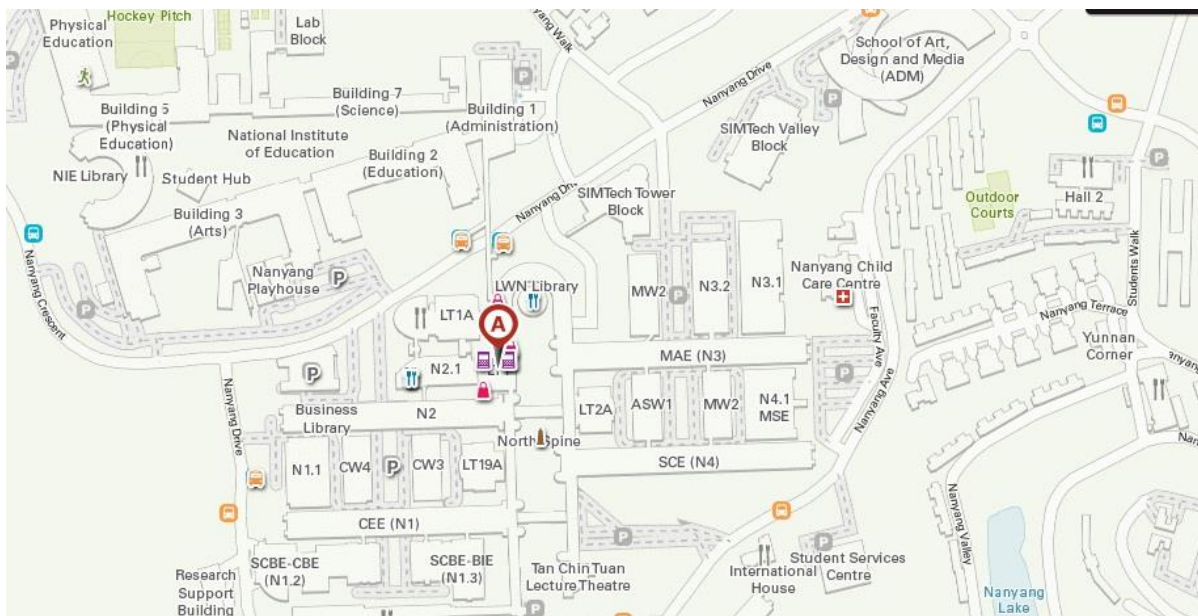 Hockey Pitch
Physical
Education
Lab
Block
Nanyang Walk
School of Art,
Design and Media
(ADM)
P
P
Nanyang Drive
Building 7
(Science)
Building 1
(Administration)
Building 5
(Physical
Education)
National Institute
of Education
P
SIMTech Valley
Block
P
Building 2
(Education)
NIE Library
Student Hub
SIMTech Tower
Block
Outdoor
Courts
Hall 2
Building 3
(Arts)
Nanyang Drive
Students Walk
Nanyang Crescent
Nanyang
Playhouse
P
LWN Library
MW2
P
N3.2
N3.1
Nanyang Child
Care Centre
P
LT1A
A
Faculty Ave
Nanyang Terrace
Yunnan
Corner
MAE (N3)
P
N2.1
P
Nanyang Drive
Business
Library
N2
LT2A
ASW1
MW2
N4.1
MSE
Nanyang Ave
North Spine
N1.1
CW4
P
CW3
LT19A
SCE (N4)
CEE (N1)
P
Nanyang Valley
SCBE-CBE
(N1.2)
SCBE-BIE
(N1.3)
Tan Chin Tuan
Lecture Theatre
P
International
House
Student Services
Centre
Research
Support
Building
P
P
Nanyang
Lake